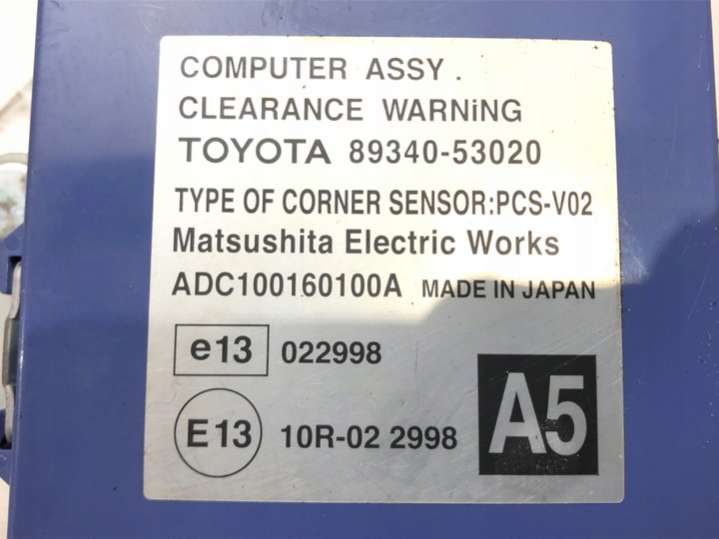 COMPUTER ASSY .
CLEARANCE WARNiNG
TOYOTA 89340-53020
TYPE OF CORNER SENSOR:PCS-V02
Matsushita Electric Works
ADC100160100A MADE IN JAPAN
e13 022998
E13 10R-02 2998
A5